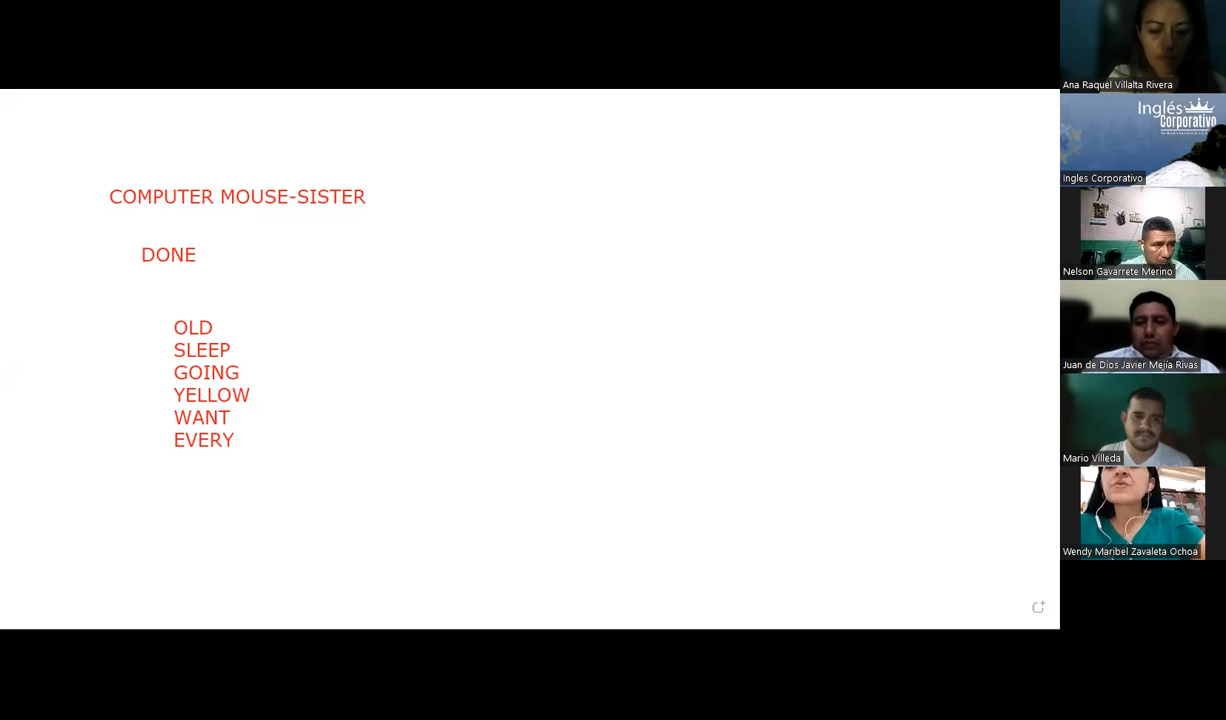 COMPUTER MOUSE-SISTER
DONE
OLD
SLEEP
GOING
YELLOW
WANT
EVERY
Ana Raquel Villalta Rivera
Inglés
Corporativo
Ingles Corporativo
Nelson Gavarrete Merino
Juan de Dios Javier Mejía Rivas
Mario Villeda
Wendy Maribel Zavaleta Ochoa